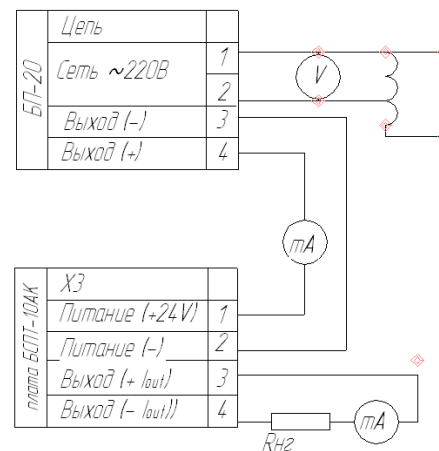 БП-20
Цепь
Сеть ~220В
1
2
Выход (-)
3
Выход (+)
4
V
mA
плата БСПТ-10АК
X3
Питание (+24V)
1
Питание (-)
2
Выход (+ Iout)
3
Выход (- Iout))
4
Rнг
mA